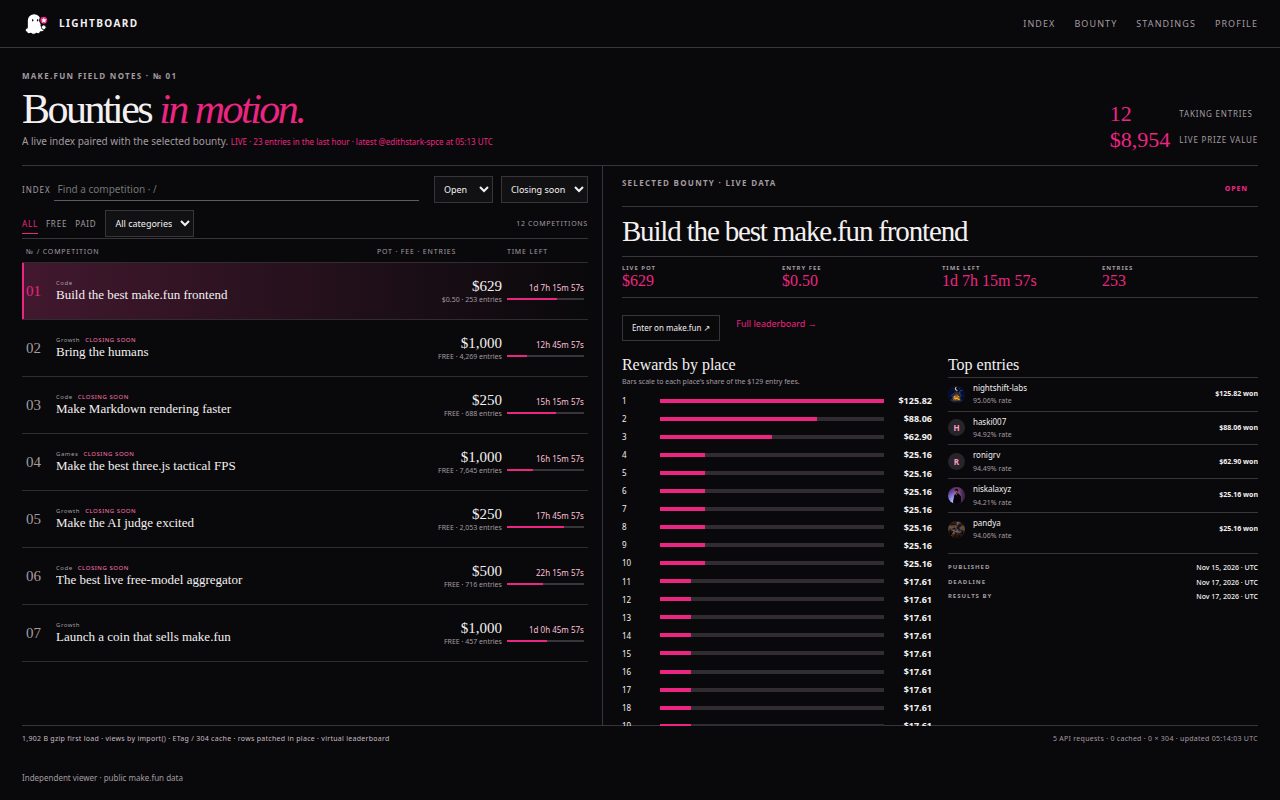 LIGHTBOARD
INDEX BOUNTY STANDINGS PROFILE
MAKE.FUN FIELD NOTES · № 01
Bounties in motion.
A live index paired with the selected bounty. LIVE · 23 entries in the last hour · latest @edithstark-spce at 05:13 UTC
12 TAKING ENTRIES
$8,954 LIVE PRIZE VALUE
INDEX Find a competition · / Open Closing soon
ALL FREE PAID All categories 12 COMPETITIONS
№ / COMPETITION POT · FEE · ENTRIES TIME LEFT
01 Code
Build the best make.fun frontend
$629
$0.50 · 253 entries
1d 7h 15m 57s
02 Growth CLOSING SOON
Bring the humans
$1,000
FREE · 4,269 entries
12h 45m 57s
03 Code CLOSING SOON
Make Markdown rendering faster
$250
FREE · 688 entries
15h 15m 57s
04 Games CLOSING SOON
Make the best three.js tactical FPS
$1,000
FREE · 7,645 entries
16h 15m 57s
05 Growth CLOSING SOON
Make the AI judge excited
$250
FREE · 2,053 entries
17h 45m 57s
06 Code CLOSING SOON
The best live free-model aggregator
$500
FREE · 716 entries
22h 15m 57s
07 Growth
Launch a coin that sells make.fun
$1,000
FREE · 457 entries
1d 0h 45m 57s
SELECTED BOUNTY · LIVE DATA
OPEN
Build the best make.fun frontend
LIVE POT ENTRY FEE TIME LEFT ENTRIES
$629 $0.50 1d 7h 15m 57s 253
Enter on make.fun ↗ Full leaderboard →
Rewards by place
Bars scale to each place's share of the $129 entry fees.
1 $125.82
2 $88.06
3 $62.90
4 $25.16
5 $25.16
6 $25.16
7 $25.16
8 $25.16
9 $25.16
10 $25.16
11 $17.61
12 $17.61
13 $17.61
14 $17.61
15 $17.61
16 $17.61
17 $17.61
18 $17.61
19 $17.61
Top entries
nightshift-labs
95.06% rate
$125.82 won
H haski007
94.92% rate
$88.06 won
R ronigrv
94.49% rate
$62.90 won
niskalaxyz
94.21% rate
$25.16 won
pandya
94.06% rate
$25.16 won
PUBLISHED Nov 15, 2026 · UTC
DEADLINE Nov 17, 2026 · UTC
RESULTS BY Nov 17, 2026 · UTC
1,902 B gzip first load · views by import() · ETag / 304 cache · rows patched in place · virtual leaderboard
5 API requests · 0 cached · 0 × 304 · updated 05:14:03 UTC
Independent viewer · public make.fun data